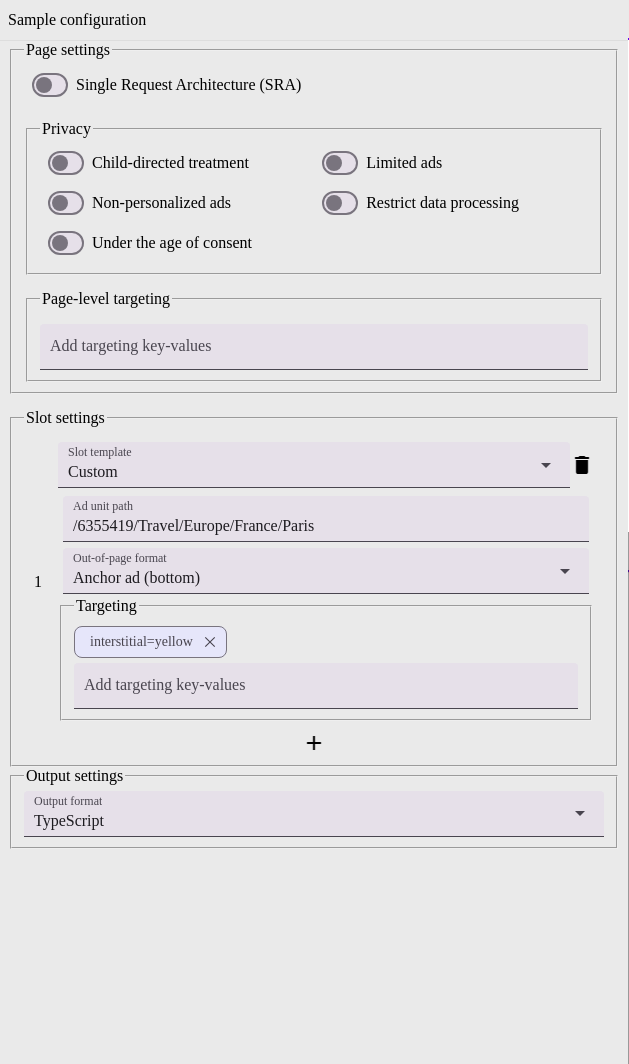 Sample configuration
Page settings
Single Request Architecture (SRA)
Privacy
Child-directed treatment
Limited ads
Non-personalized ads
Restrict data processing
Under the age of consent
Page-level targeting
Add targeting key-values
Slot settings
Slot template
Custom
Ad unit path
/6355419/Travel/Europe/France/Paris
Out-of-page format
1
Anchor ad (bottom)
Targeting
interstitial=yellow
Add targeting key-values
Output settings
Output format
TypeScript